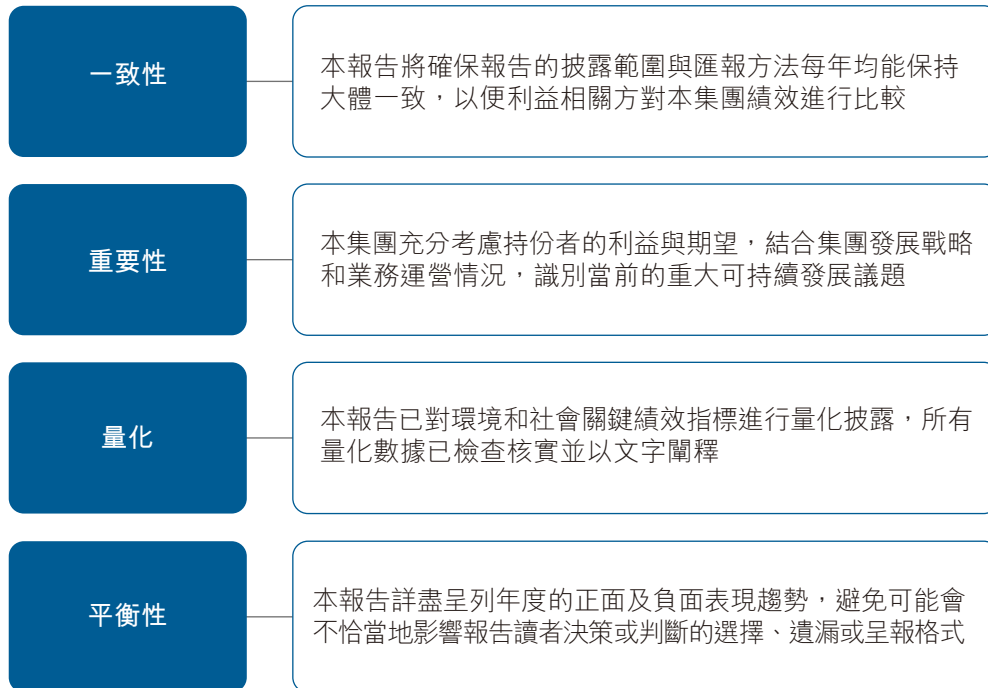 一致性
本報告將確保報告的披露範圍與匯報方法每年均能保持
大體一致，以便利益相關方對本集團績效進行比較
重要性
本集團充分考慮持份者的利益與期望，結合集團發展戰略
和業務運營情況，識別當前的重大可持續發展議題
量化
本報告已對環境和社會關鍵績效指標進行量化披露，所有
量化數據已檢查核實並以文字闡釋
平衡性
本報告詳盡呈列年度的正面及負面表現趨勢，避免可能會
不恰當地影響報告讀者決策或判斷的選擇、遺漏或呈報格式